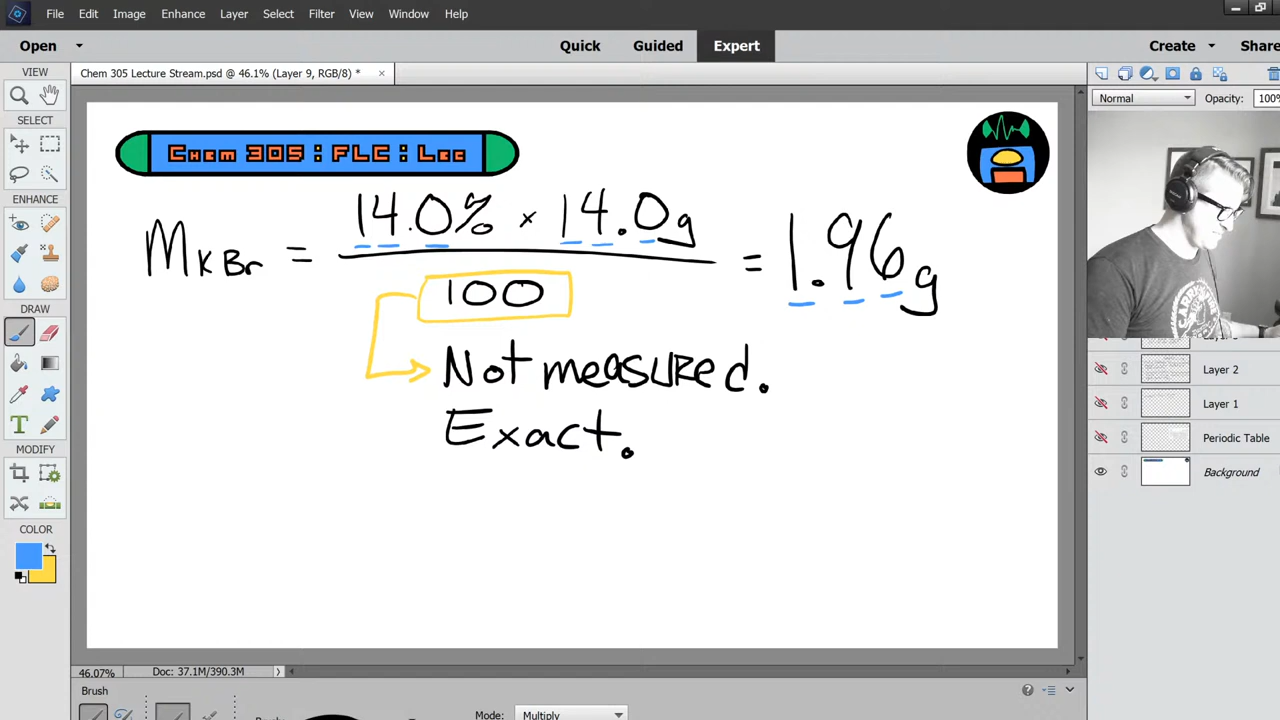 File Edit Image Enhance Layer Select Filter View Window Help
Open Quick Guided Expert Create Share
VIEW
Chem 305 Lecture Stream.psd @ 46.1% (Layer 9, RGB/8) *
Normal Opacity: 100%
SELECT
ENHANCE
DRAW
MODIFY
COLOR
Chem 305 : FLC : Lec
14.0% × 14.0g
MKBr = = 1.96g
100
Not measured.
Exact.
Layer 2
Layer 1
Periodic Table
Background
46.07% Doc: 37.1M/390.3M
Brush
Mode: Multiply